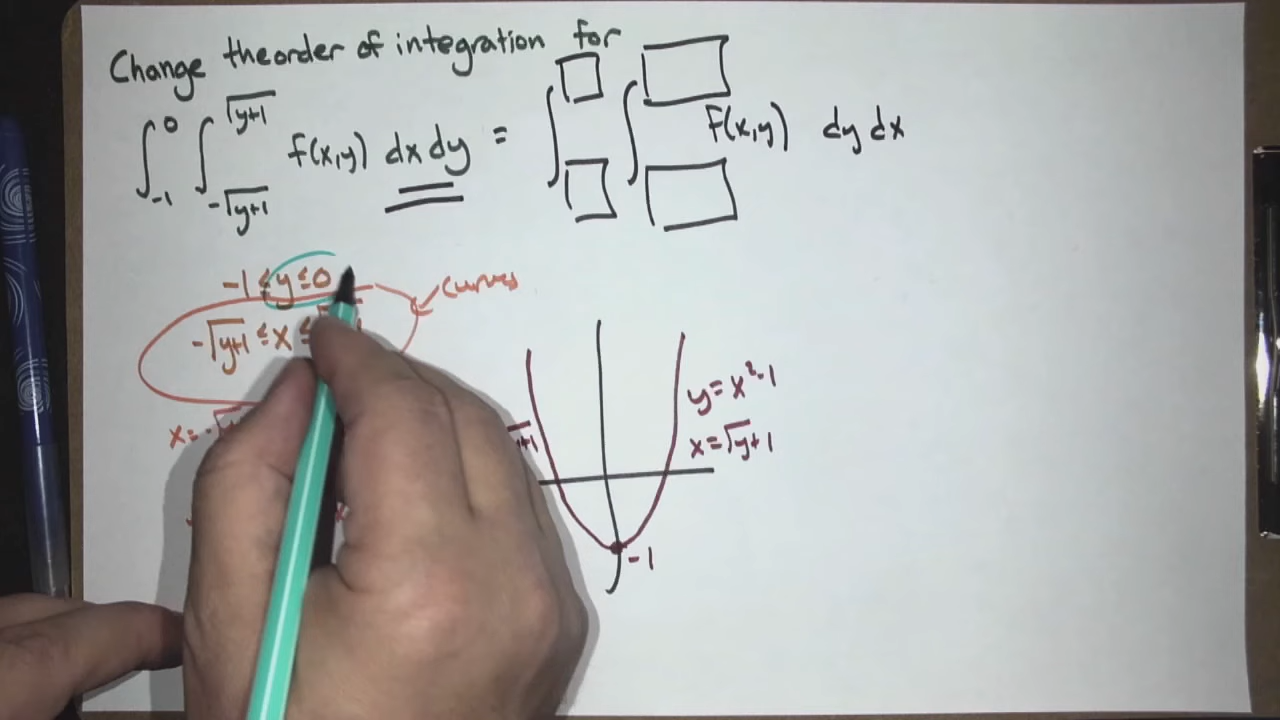 Change the order of integration for
∫_{-1}^{0} ∫_{-√y+1}^{√y+1} f(x,y) dx dy = ∫ ∫ f(x,y) dy dx
-1 ≤ y ≤ 0
curves
-√y+1 ≤ x ≤
y = x²-1
x = -
x = √y+1
-1